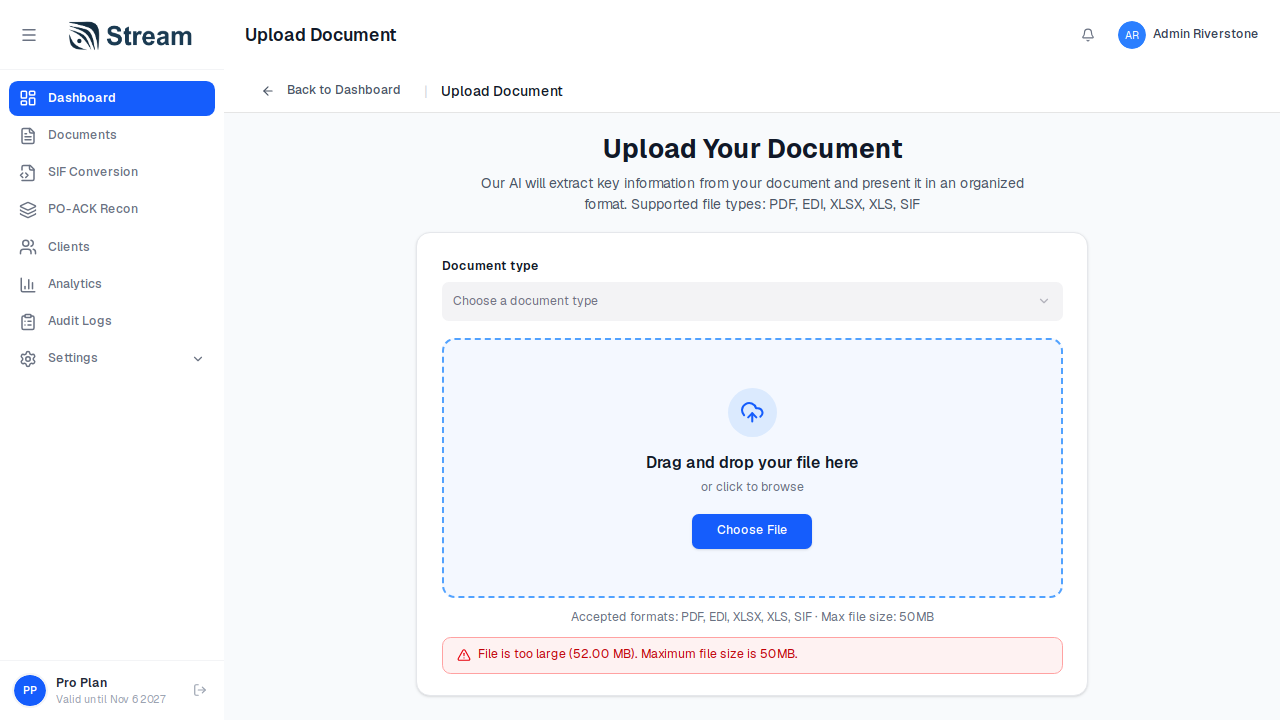 Stream
Upload Document
AR
Admin Riverstone
Back to Dashboard
Upload Document
Dashboard
Documents
SIF Conversion
PO-ACK Recon
Clients
Analytics
Audit Logs
Settings
Upload Your Document
Our AI will extract key information from your document and present it in an organized
format. Supported file types: PDF, EDI, XLSX, XLS, SIF
Document type
Choose a document type
Drag and drop your file here
or click to browse
Choose File
Accepted formats: PDF, EDI, XLSX, XLS, SIF · Max file size: 50MB
File is too large (52.00 MB). Maximum file size is 50MB.
PP
Pro Plan
Valid until Nov 6 2027